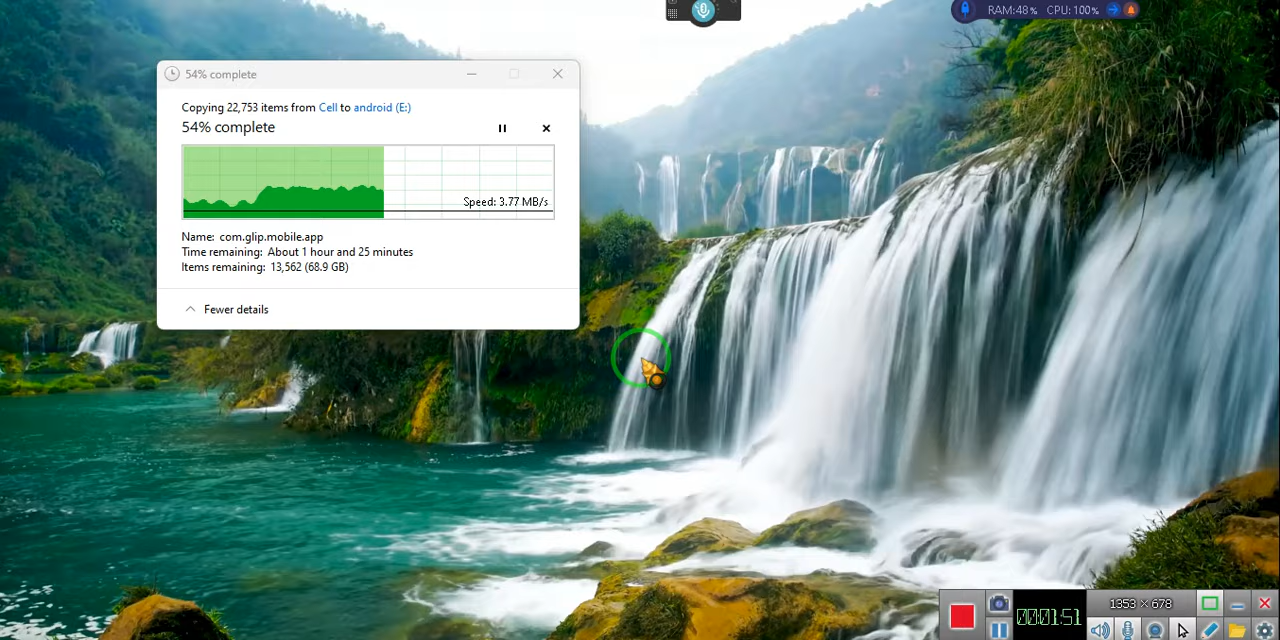 RAM:48% CPU:100%
54% complete
Copying 22,753 items from Cell to android (E:)
54% complete
Speed: 3.77 MB/s
Name: com.glip.mobile.app
Time remaining: About 1 hour and 25 minutes
Items remaining: 13,562 (68.9 GB)
Fewer details
0001:51
1353 × 678